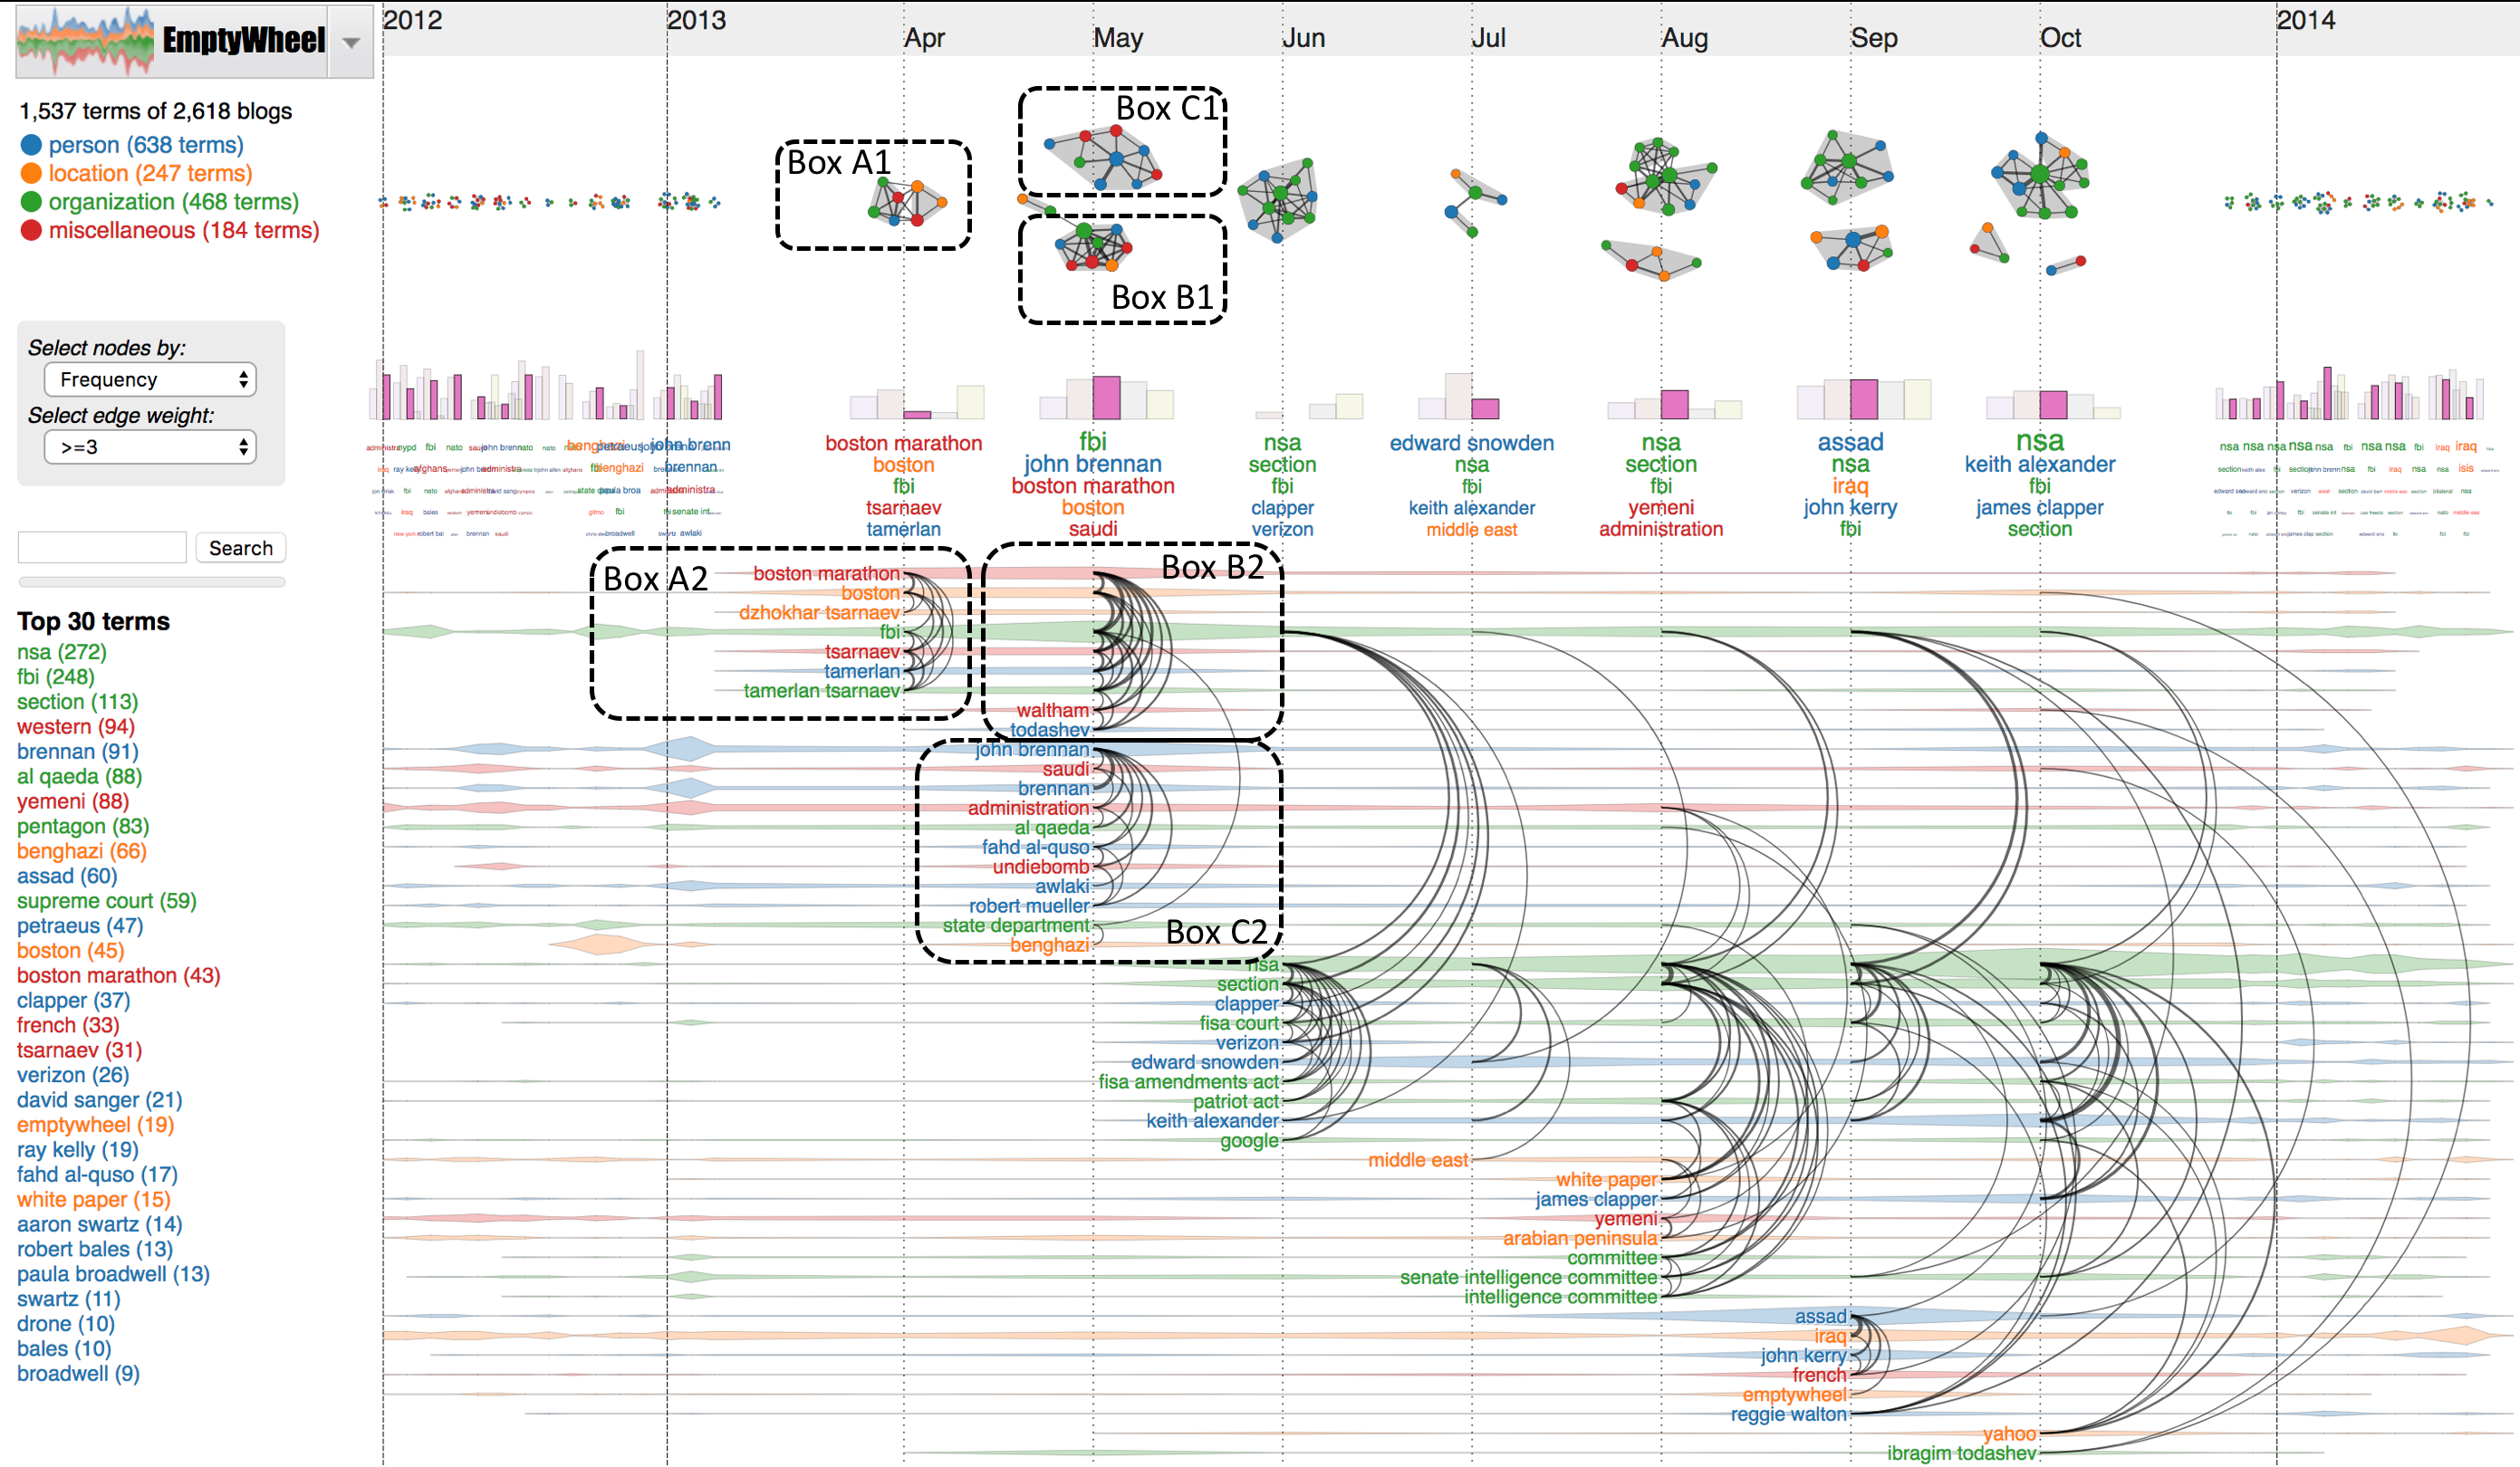 EmptyWheel
2012
2013
Apr
May
Jun
Jul
Aug
Sep
Oct
2014
1,537 terms of 2,618 blogs
person (638 terms)
location (247 terms)
organization (468 terms)
miscellaneous (184 terms)
Box A1
Box C1
Box B1
Select nodes by:
Frequency
Select edge weight:
>=3
Search
Top 30 terms
nsa (272)
fbi (248)
section (113)
western (94)
brennan (91)
al qaeda (88)
yemeni (88)
pentagon (83)
benghazi (66)
assad (60)
supreme court (59)
petraeus (47)
boston (45)
boston marathon (43)
clapper (37)
french (33)
tsarnaev (31)
verizon (26)
david sanger (21)
emptywheel (19)
ray kelly (19)
fahd al-quso (17)
white paper (15)
aaron swartz (14)
robert bales (13)
paula broadwell (13)
swartz (11)
drone (10)
bales (10)
broadwell (9)
boston marathon
boston
fbi
tsarnaev
tamerlan
fbi
john brennan
boston marathon
boston
saudi
nsa
section
fbi
clapper
verizon
edward snowden
nsa
fbi
keith alexander
middle east
nsa
section
fbi
yemeni
administration
assad
nsa
iraq
john kerry
fbi
nsa
keith alexander
fbi
james clapper
section
Box A2
boston marathon
boston
dzhokhar tsarnaev
fbi
tsarnaev
tamerlan
tamerlan tsarnaev
Box B2
waltham
todashev
john brennan
saudi
brennan
administration
al qaeda
fahd al-quso
undiebomb
awlaki
robert mueller
state department
benghazi
Box C2
nsa
section
clapper
fisa court
verizon
edward snowden
fisa amendments act
patriot act
keith alexander
google
middle east
white paper
james clapper
yemeni
arabian peninsula
committee
senate intelligence committee
intelligence committee
assad
iraq
john kerry
french
emptywheel
reggie walton
yahoo
ibragim todashev